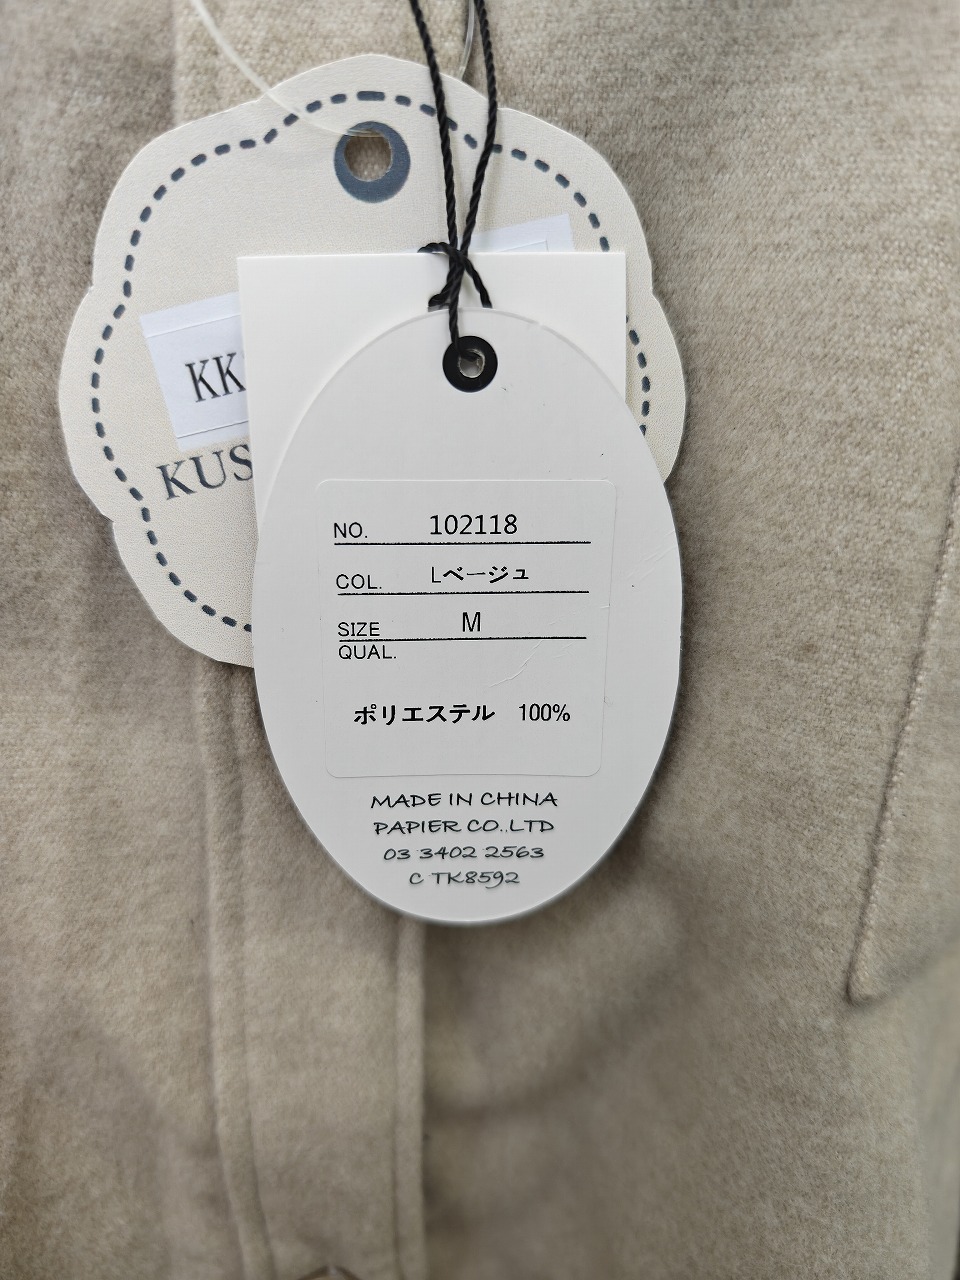 KK
KUS
NO. 102118
COL. Lベージュ
SIZE M
QUAL.
ポリエステル 100%
MADE IN CHINA
PAPIER CO.,LTD
03 3402 2563
C TK8592